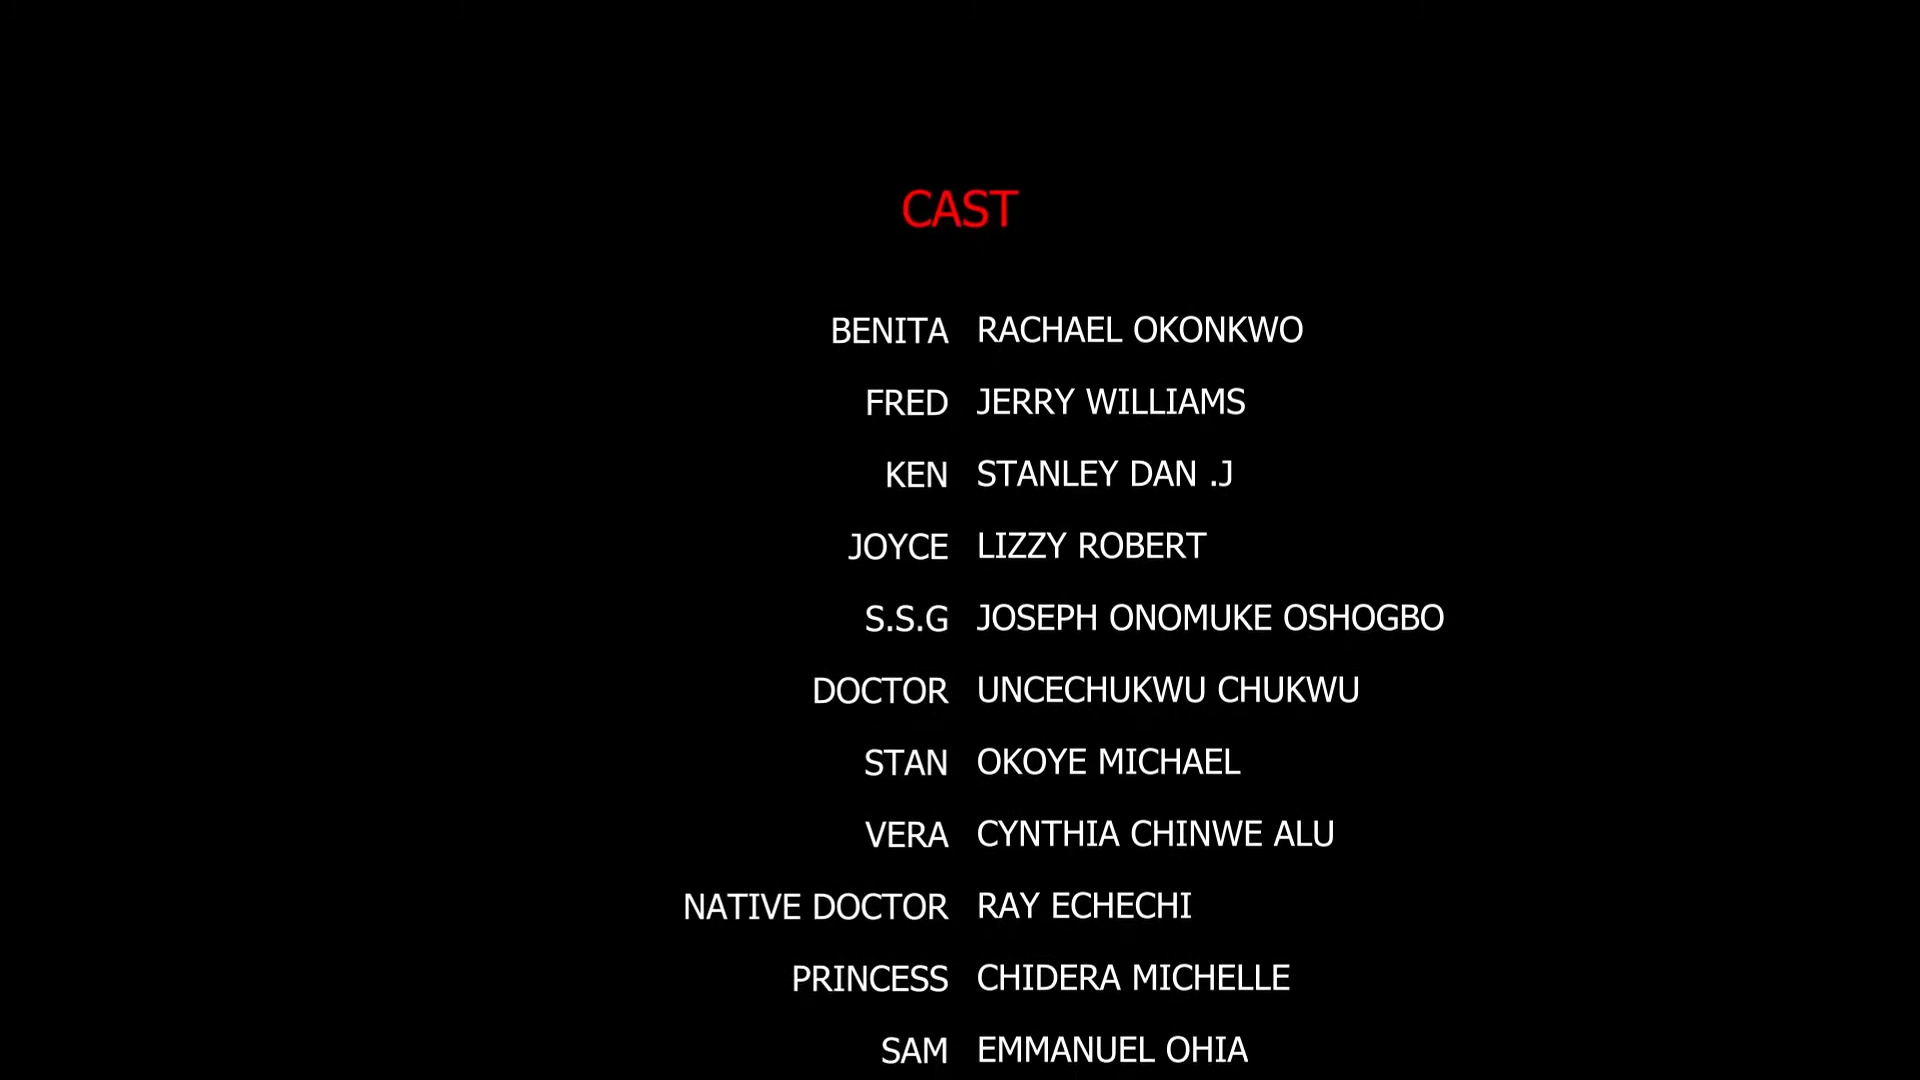 CAST
BENITA RACHAEL OKONKWO
FRED JERRY WILLIAMS
KEN STANLEY DAN .J
JOYCE LIZZY ROBERT
S.S.G JOSEPH ONOMUKE OSHOGBO
DOCTOR UNCECHUKWU CHUKWU
STAN OKOYE MICHAEL
VERA CYNTHIA CHINWE ALU
NATIVE DOCTOR RAY ECHECHI
PRINCESS CHIDERA MICHELLE
SAM EMMANUEL OHIA